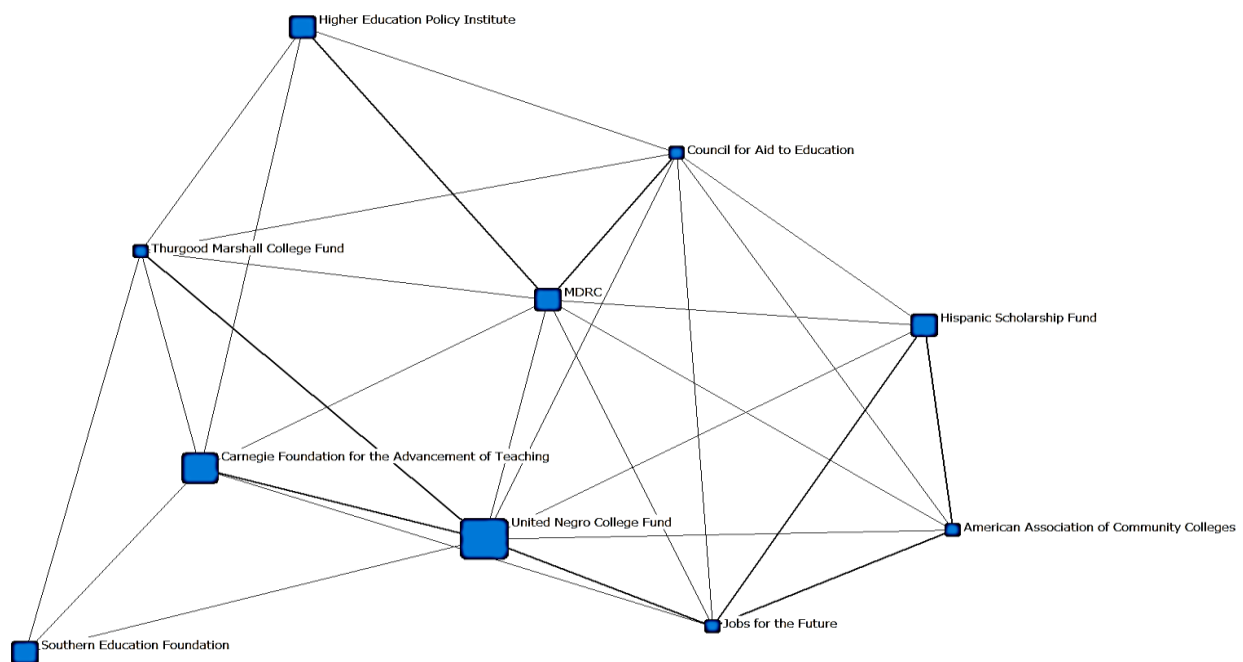 Higher Education Policy Institute
Council for Aid to Education
Thurgood Marshall College Fund
MDRC
Hispanic Scholarship Fund
Carnegie Foundation for the Advancement of Teaching
United Negro College Fund
American Association of Community Colleges
Jobs for the Future
Southern Education Foundation